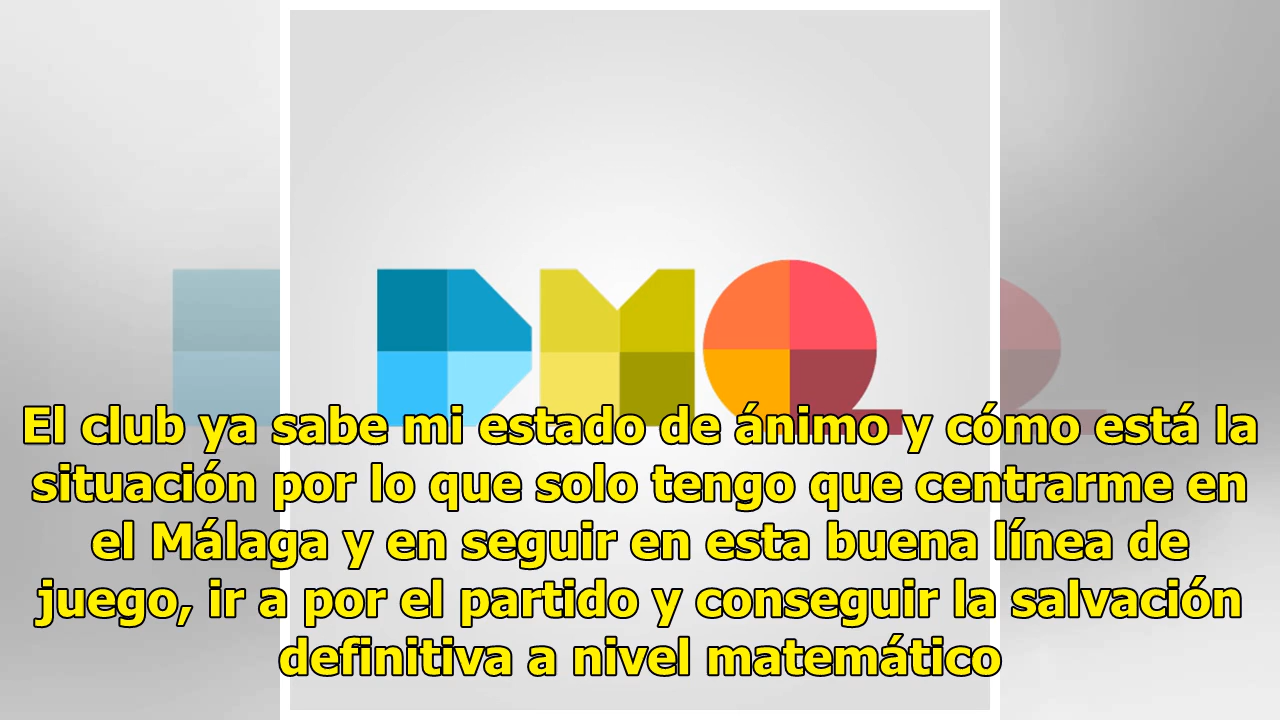 DMQ
El club ya sabe mi estado de ánimo y cómo está la
situación por lo que solo tengo que centrarme en
el Málaga y en seguir en esta buena línea de
juego, ir a por el partido y conseguir la salvación
definitiva a nivel matemático